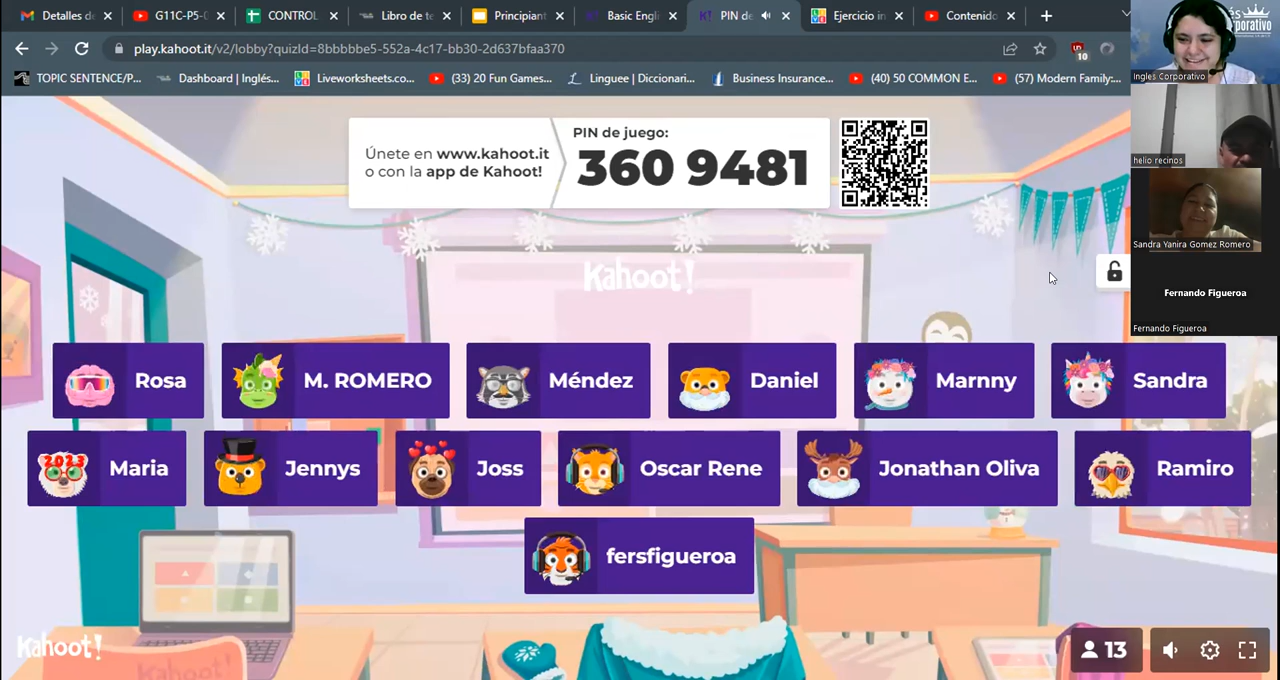 Detalles de
G11C-P5-
CONTROL
Libro de te
Principiant
Basic Engli
PIN de
Ejercicio in
Contenido
play.kahoot.it/v2/lobby?quizId=8bbbbbe5-552a-4c17-bb30-2d637bfaa370
10
TOPIC SENTENCE/P...
Dashboard | Inglés...
Liveworksheets.co...
(33) 20 Fun Games...
Linguee | Diccionari...
Business Insurance...
(40) 50 COMMON E...
(57) Modern Family:...
Ingles Corporativo
helio recinos
Sandra Yanira Gomez Romero
Fernando Figueroa
Fernando Figueroa
Únete en www.kahoot.it
o con la app de Kahoot!
PIN de juego:
360 9481
Kahoot!
Rosa
M. ROMERO
Méndez
Daniel
Marnny
Sandra
2023
Maria
Jennys
Joss
Oscar Rene
Jonathan Oliva
Ramiro
fersfigueroa
Kahoot!
13